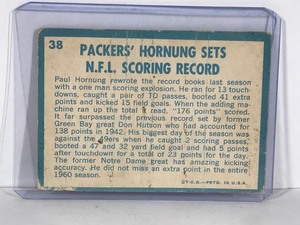 38
PACKERS' HORNUNG SETS
N.F.L. SCORING RECORD
Paul Hornung rewrote the record books last season
with a one man scoring explosion. He ran for 13 touch-
downs, caught a pair of TD passes, booted 41 extra
points and kicked 15 field goals. When the adding ma-
chine ran up the total it read, "176 points" scored.
It far surpassed the previous record set by former
Green Bay great Don Hutson who had accounted for
138 points in 1942. His biggest day of the season was
against the 49ers when he caught 2 scoring passes,
booted a 47 and 32 yard field goal and had 5 points
after touchdown for a total of 23 points for the day.
The former Notre Dame great has amazing kicking
accuracy. He did not miss an extra point in the entire
1960 season.
©T.C.G.—PRTD. IN U.S.A.